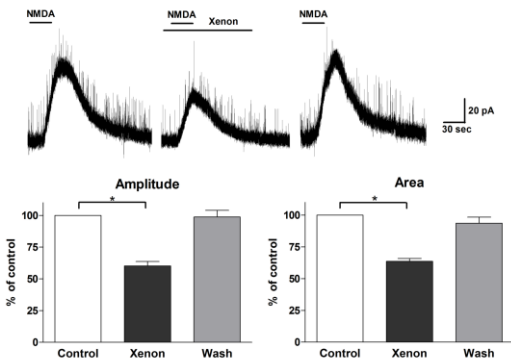 NMDA
NMDA
Xenon
NMDA
20 pA
30 sec
Amplitude
*
% of control
100
75
50
25
0
Control Xenon Wash
Area
*
% of control
100
75
50
25
0
Control Xenon Wash